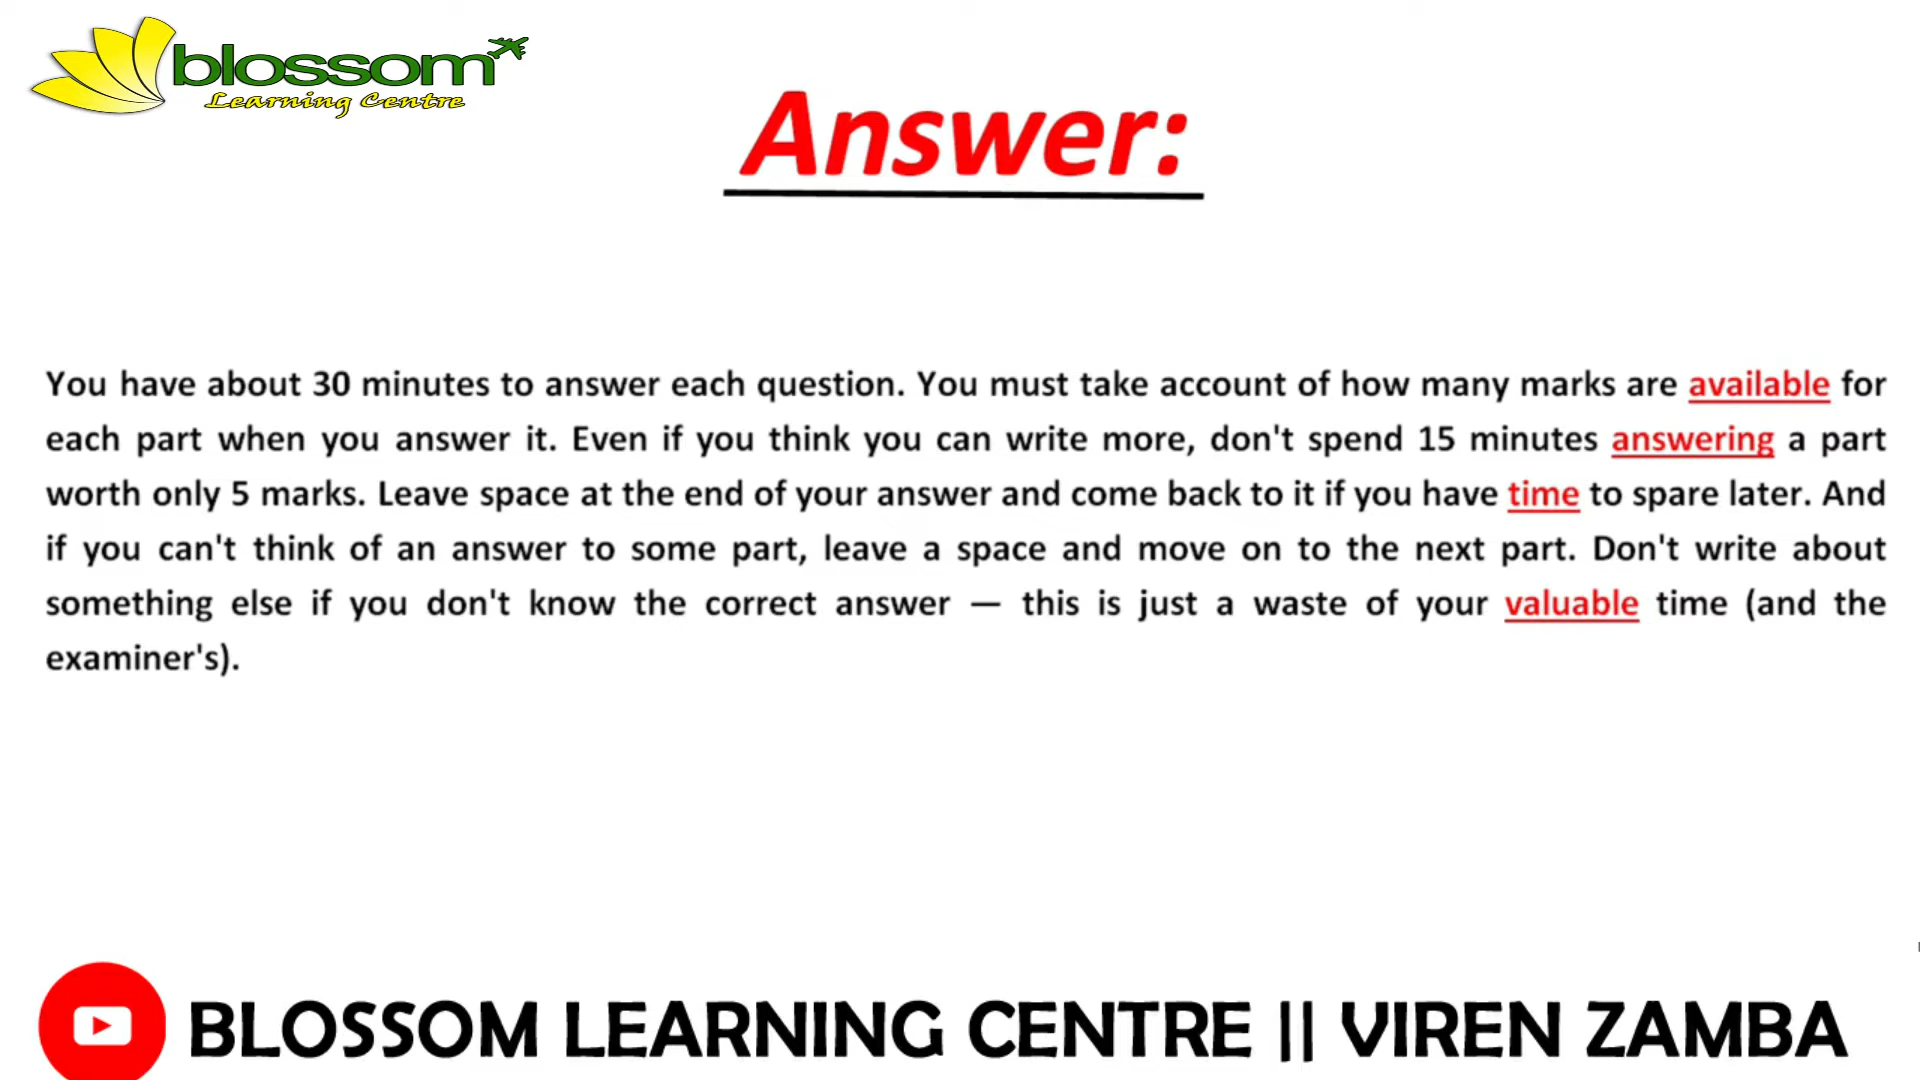 blossom
Learning Centre
Answer:
You have about 30 minutes to answer each question. You must take account of how many marks are available for
each part when you answer it. Even if you think you can write more, don't spend 15 minutes answering a part
worth only 5 marks. Leave space at the end of your answer and come back to it if you have time to spare later. And
if you can't think of an answer to some part, leave a space and move on to the next part. Don't write about
something else if you don't know the correct answer — this is just a waste of your valuable time (and the
examiner's).
BLOSSOM LEARNING CENTRE || VIREN ZAMBA